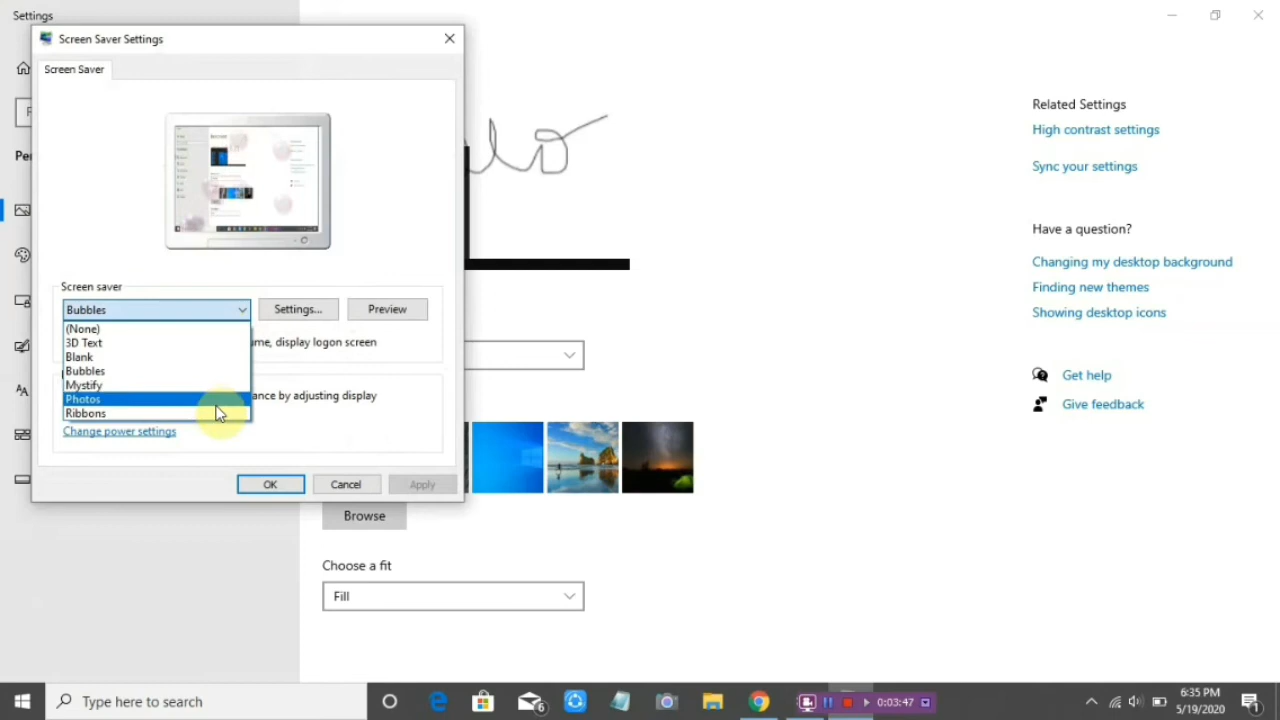 Settings
Screen Saver Settings
Screen Saver
Related Settings
High contrast settings
Sync your settings
Have a question?
Changing my desktop background
Finding new themes
Showing desktop icons
Get help
Give feedback
Screen saver
Bubbles
Settings...
Preview
(None)
3D Text
Blank
Bubbles
Mystify
Photos
Ribbons
display logon screen
by adjusting display
Change power settings
OK
Cancel
Apply
Browse
Choose a fit
Fill
Type here to search
6
0:03:47
6:35 PM
5/19/2020
1